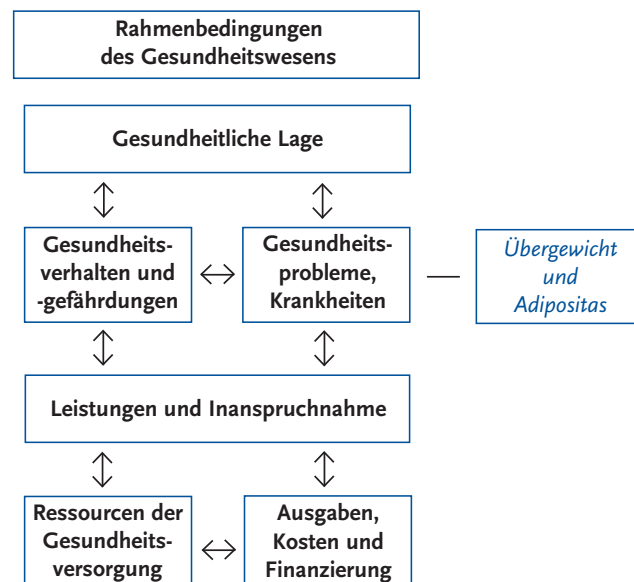 Rahmenbedingungen
des Gesundheitswesens
Gesundheitliche Lage
Gesundheits-
verhalten und
-gefährdungen
Gesundheits-
probleme,
Krankheiten
Übergewicht
und
Adipositas
Leistungen und Inanspruchnahme
Ressourcen der
Gesundheits-
versorgung
Ausgaben,
Kosten und
Finanzierung